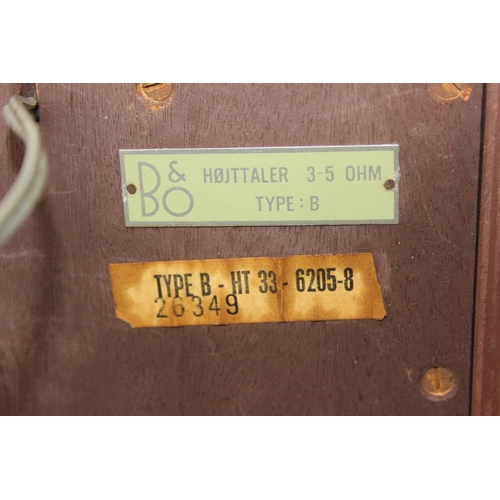 B&O HØJTTALER 3-5 OHM
TYPE: B
TYPE B - HT 33 - 6205-8
26349